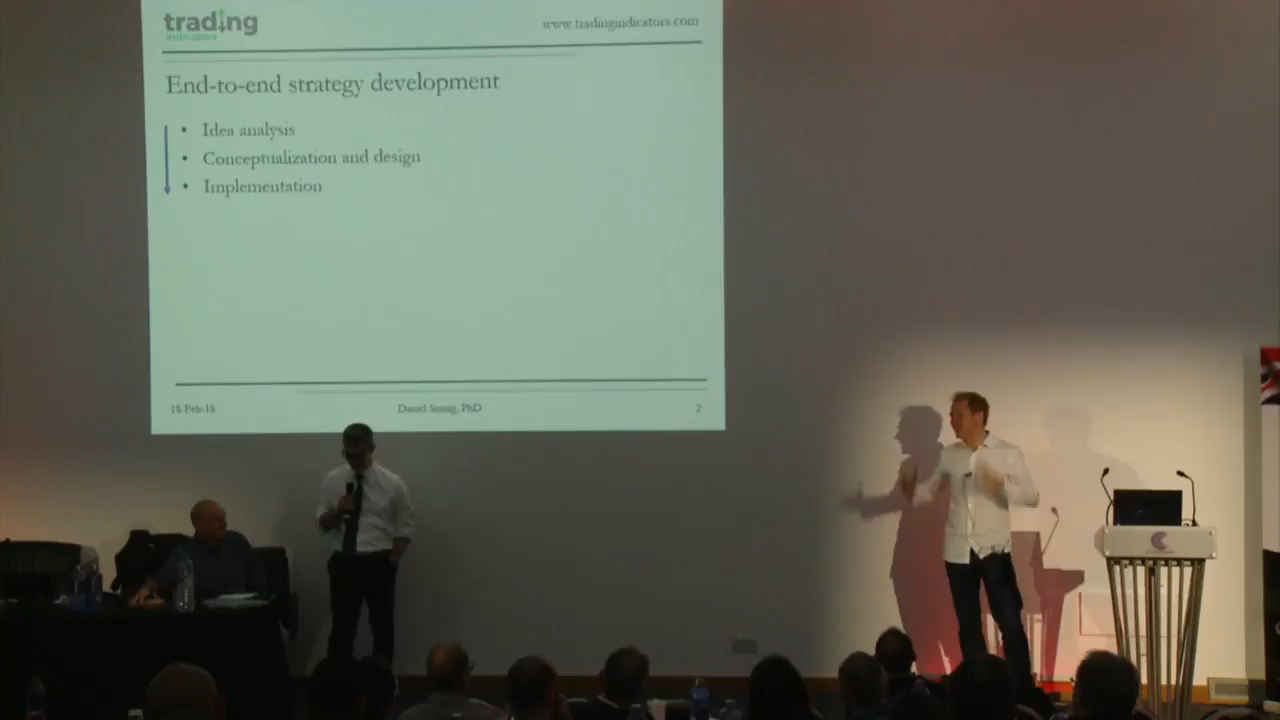 trading
indicators
www.tradingindicators.com
End-to-end strategy development
• Idea analysis
• Conceptualization and design
• Implementation
18-Feb-16
Daniel PhD
2